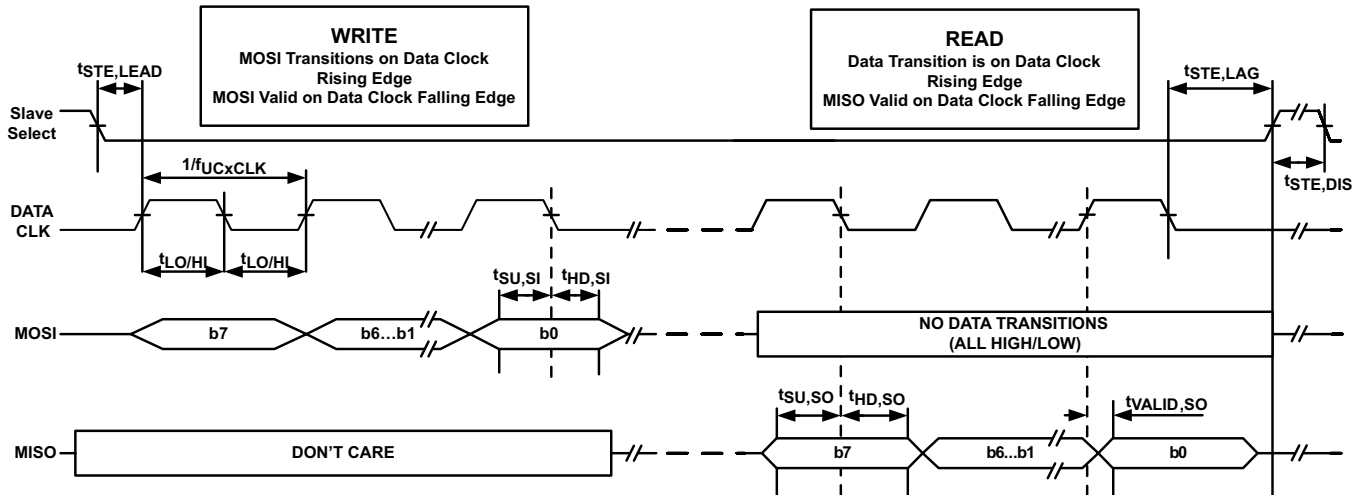 WRITE
MOSI Transitions on Data Clock
Rising Edge
MOSI Valid on Data Clock Falling Edge
READ
Data Transition is on Data Clock
Rising Edge
MISO Valid on Data Clock Falling Edge
tSTE,LEAD
tSTE,LAG
Slave
Select
tSTE,DIS
1/fUCxCLK
DATA
CLK
tLO/HI
tLO/HI
tSU,SI
tHD,SI
MOSI
b7
b6...b1
b0
NO DATA TRANSITIONS
(ALL HIGH/LOW)
tSU,SO
tHD,SO
tVALID,SO
MISO
DON'T CARE
b7
b6...b1
b0